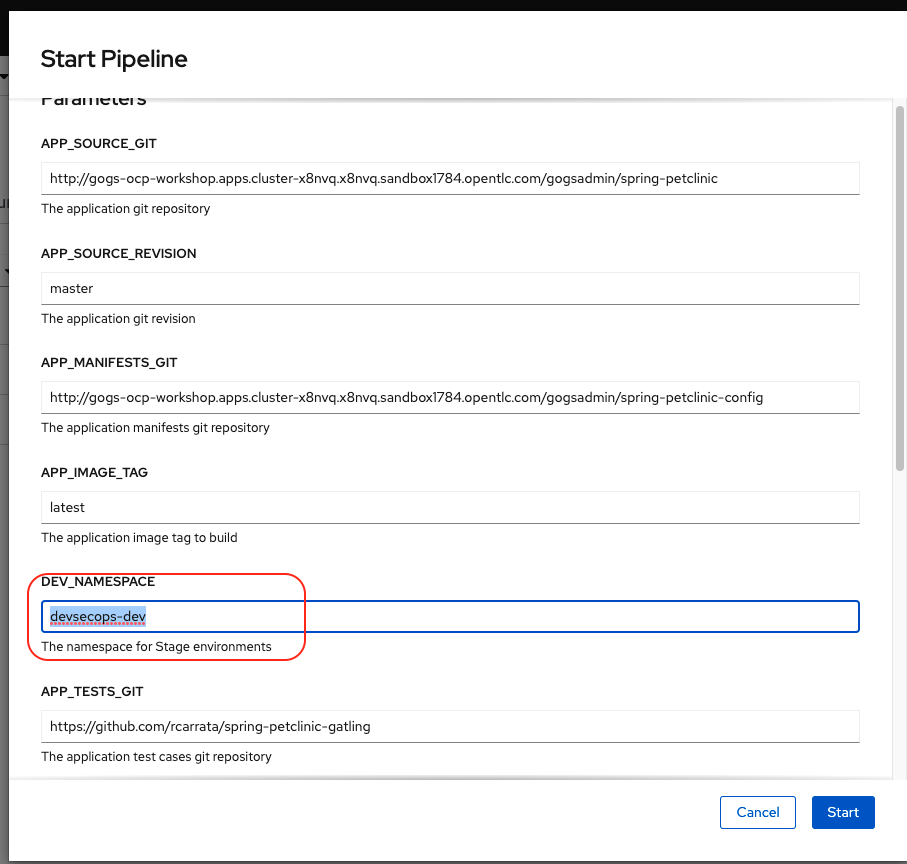 Start Pipeline
Parameters
APP_SOURCE_GIT
http://gogs-ocp-workshop.apps.cluster-x8nvq.x8nvq.sandbox1784.opentlc.com/gogsadmin/spring-petclinic
The application git repository
APP_SOURCE_REVISION
master
The application git revision
APP_MANIFESTS_GIT
http://gogs-ocp-workshop.apps.cluster-x8nvq.x8nvq.sandbox1784.opentlc.com/gogsadmin/spring-petclinic-config
The application manifests git repository
APP_IMAGE_TAG
latest
The application image tag to build
DEV_NAMESPACE
devsecops-dev
The namespace for Stage environments
APP_TESTS_GIT
https://github.com/rcarrata/spring-petclinic-gatling
The application test cases git repository
Cancel
Start